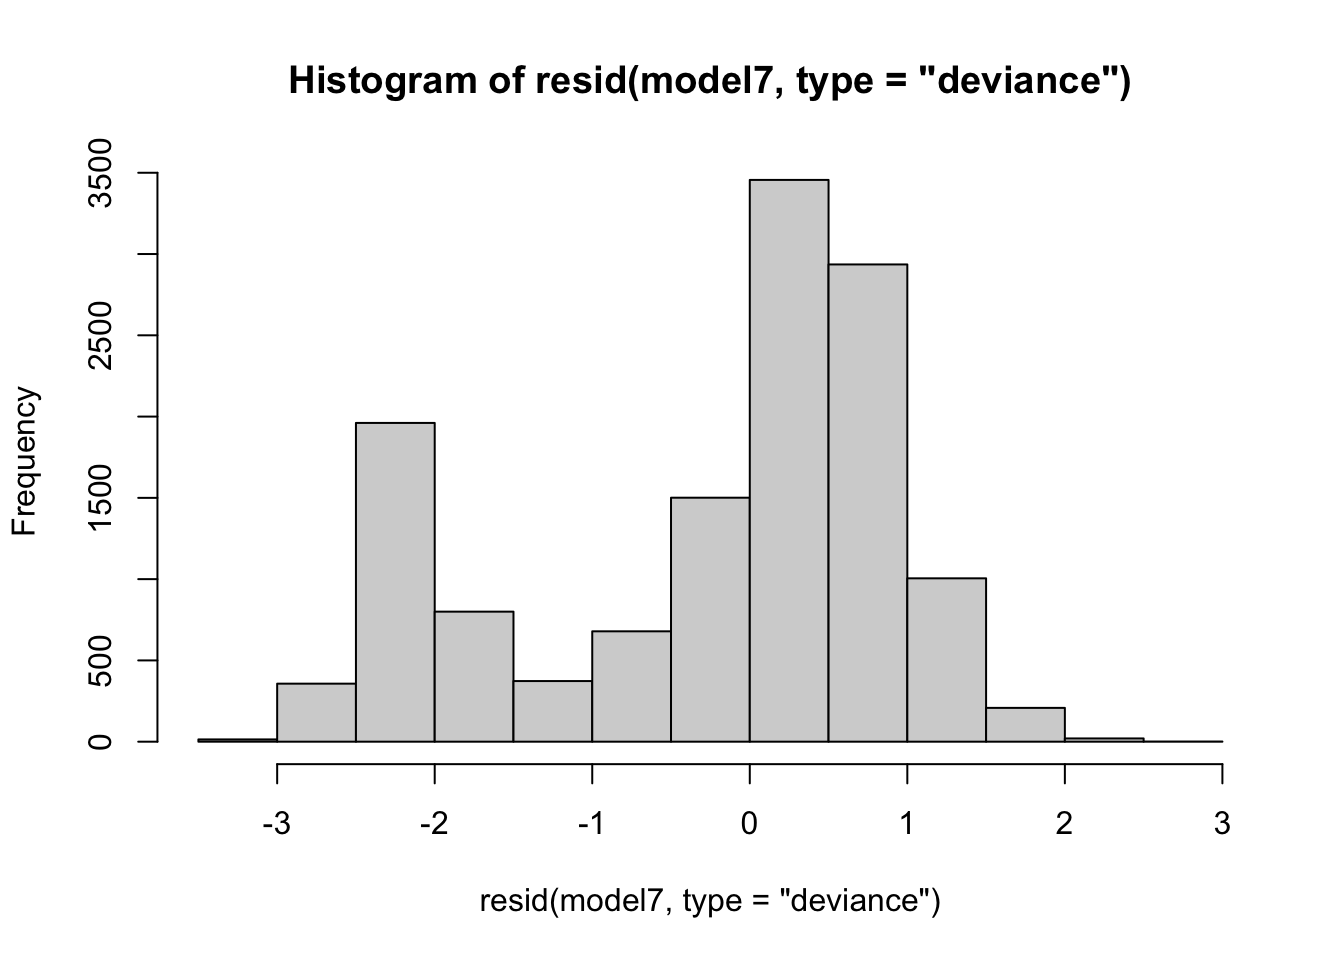 Histogram of resid(model7, type = "deviance")
3500
2500
1500
500
0
Frequency
-3 -2 -1 0 1 2 3
resid(model7, type = "deviance")